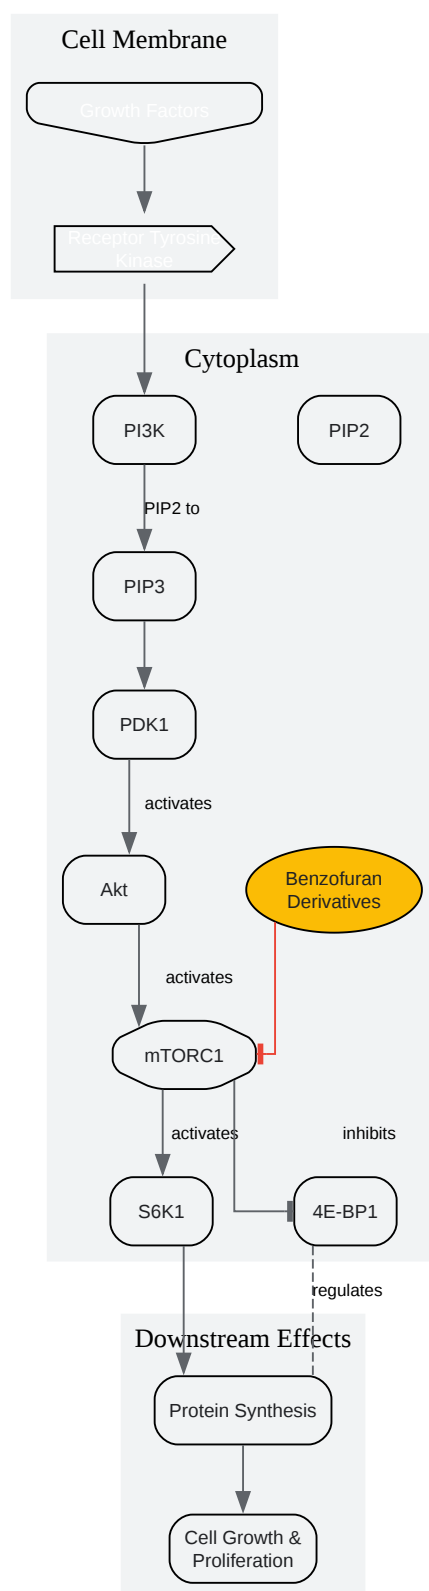 Cell Membrane
Growth Factors
Receptor Tyrosine
Kinase
Cytoplasm
PI3K
PIP2
PIP2 to
PIP3
PDK1
activates
Akt
Benzofuran
Derivatives
activates
mTORC1
activates
inhibits
S6K1
4E-BP1
regulates
Downstream Effects
Protein Synthesis
Cell Growth &
Proliferation